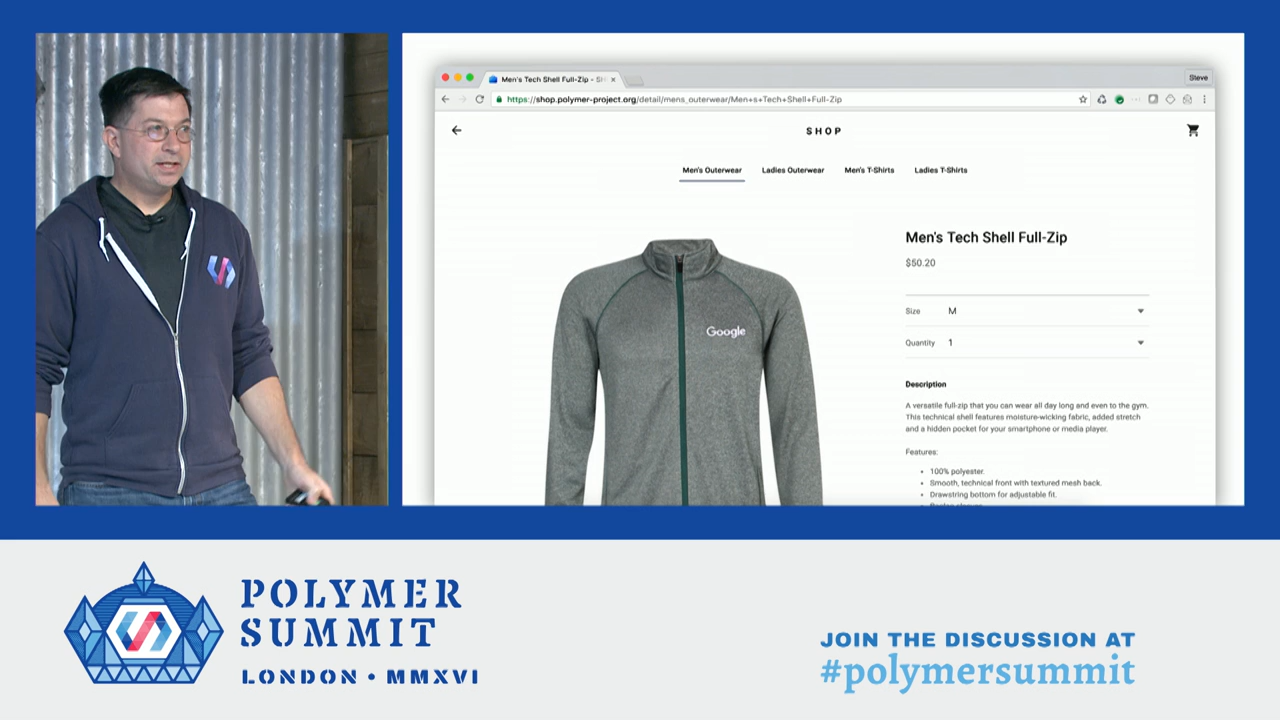 Men's Tech Shell Full-Zip - SH
Steve
https://shop.polymer-project.org/detail/mens_outerwear/Men+s+Tech+Shell+Full-Zip
SHOP
Men's Outerwear Ladies Outerwear Men's T-Shirts Ladies T-Shirts
Men's Tech Shell Full-Zip
$50.20
Google
Size M
Quantity 1
Description
A versatile full-zip that you can wear all day long and even to the gym.
This technical shell features moisture-wicking fabric, added stretch
and a hidden pocket for your smartphone or media player.
Features:
100% polyester.
Smooth, technical front with textured mesh back.
Drawstring bottom for adjustable fit.
POLYMER
SUMMIT
LONDON • MMXVI
JOIN THE DISCUSSION AT
#polymersummit